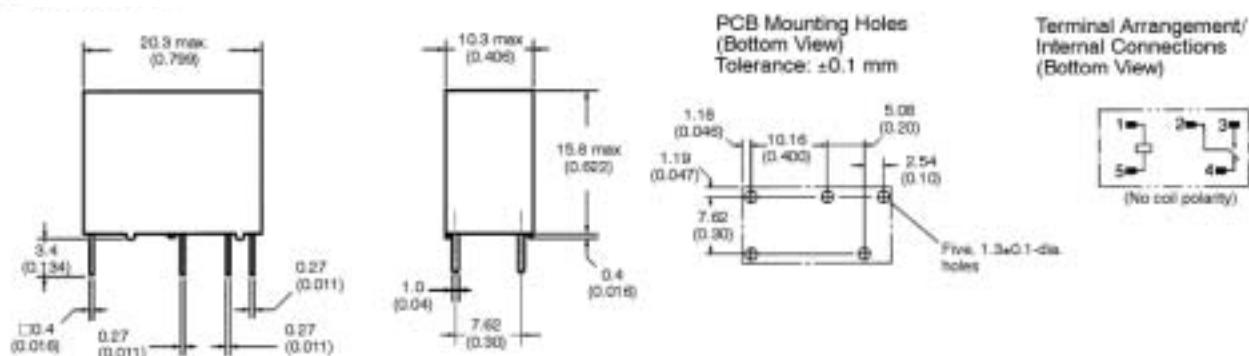 20.3 max.
(0.799)
10.3 max
(0.406)
15.8 max
(0.622)
3.4
(0.134)
0.27
(0.011)
□0.4
(0.016)
0.27
(0.011)
0.27
(0.011)
1.0
(0.04)
7.62
(0.30)
0.4
(0.016)
PCB Mounting Holes
(Bottom View)
Tolerance: ±0.1 mm
1.18
(0.046)
10.16
(0.400)
5.08
(0.20)
1.19
(0.047)
2.54
(0.10)
7.62
(0.30)
Five, 1.3±0.1-dia.
holes
Terminal Arrangement/
Internal Connections
(Bottom View)
1 2 3
5 4
(No coil polarity)